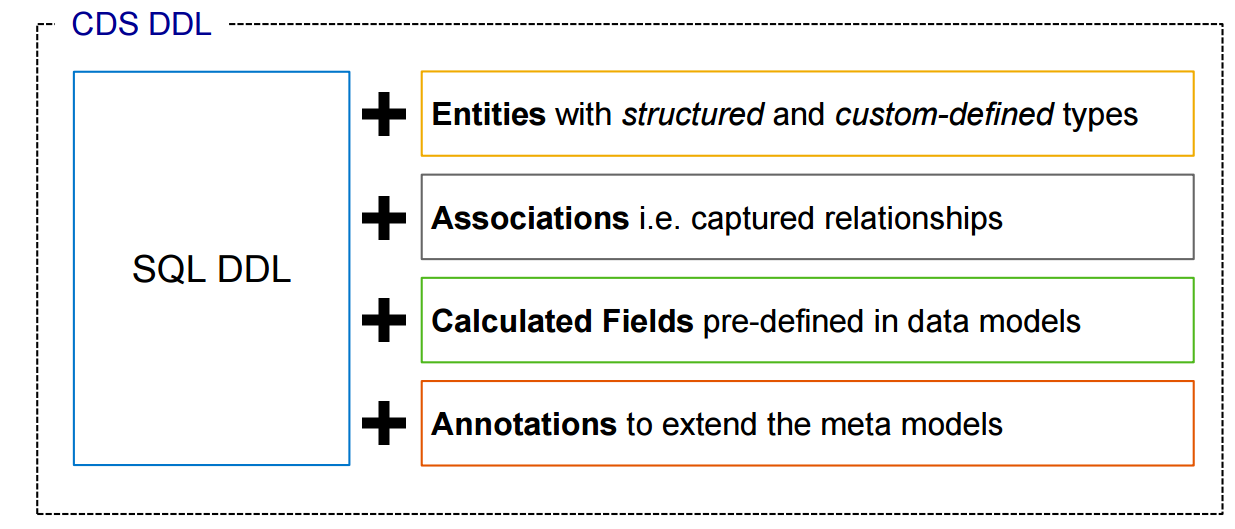 CDS DDL
SQL DDL
+ Entities with structured and custom-defined types
+ Associations i.e. captured relationships
+ Calculated Fields pre-defined in data models
+ Annotations to extend the meta models